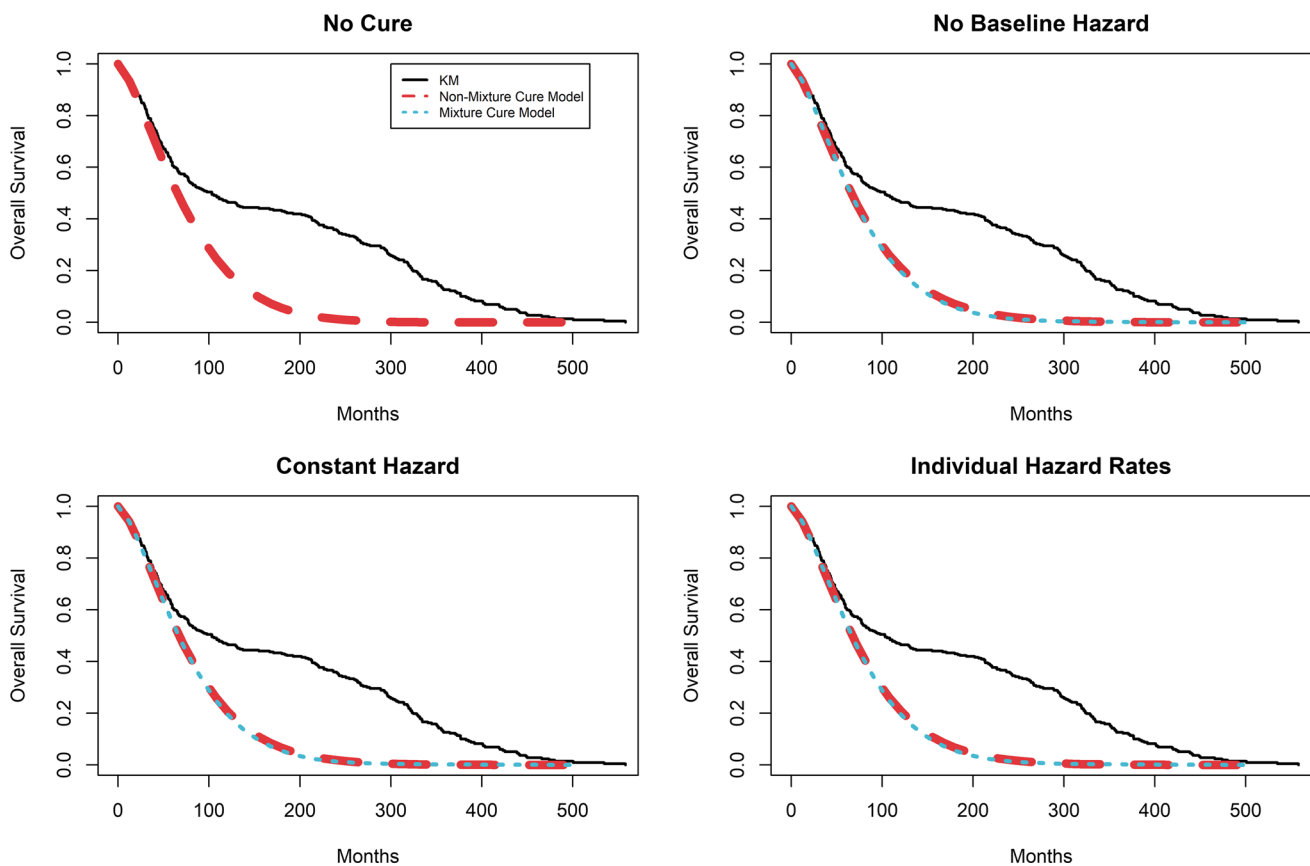 No Cure
Overall Survival
0.0 0.2 0.4 0.6 0.8 1.0
KM
Non-Mixture Cure Model
Mixture Cure Model
0 100 200 300 400 500
Months
No Baseline Hazard
Overall Survival
0.0 0.2 0.4 0.6 0.8 1.0
0 100 200 300 400 500
Months
Constant Hazard
Overall Survival
0.0 0.2 0.4 0.6 0.8 1.0
0 100 200 300 400 500
Months
Individual Hazard Rates
Overall Survival
0.0 0.2 0.4 0.6 0.8 1.0
0 100 200 300 400 500
Months